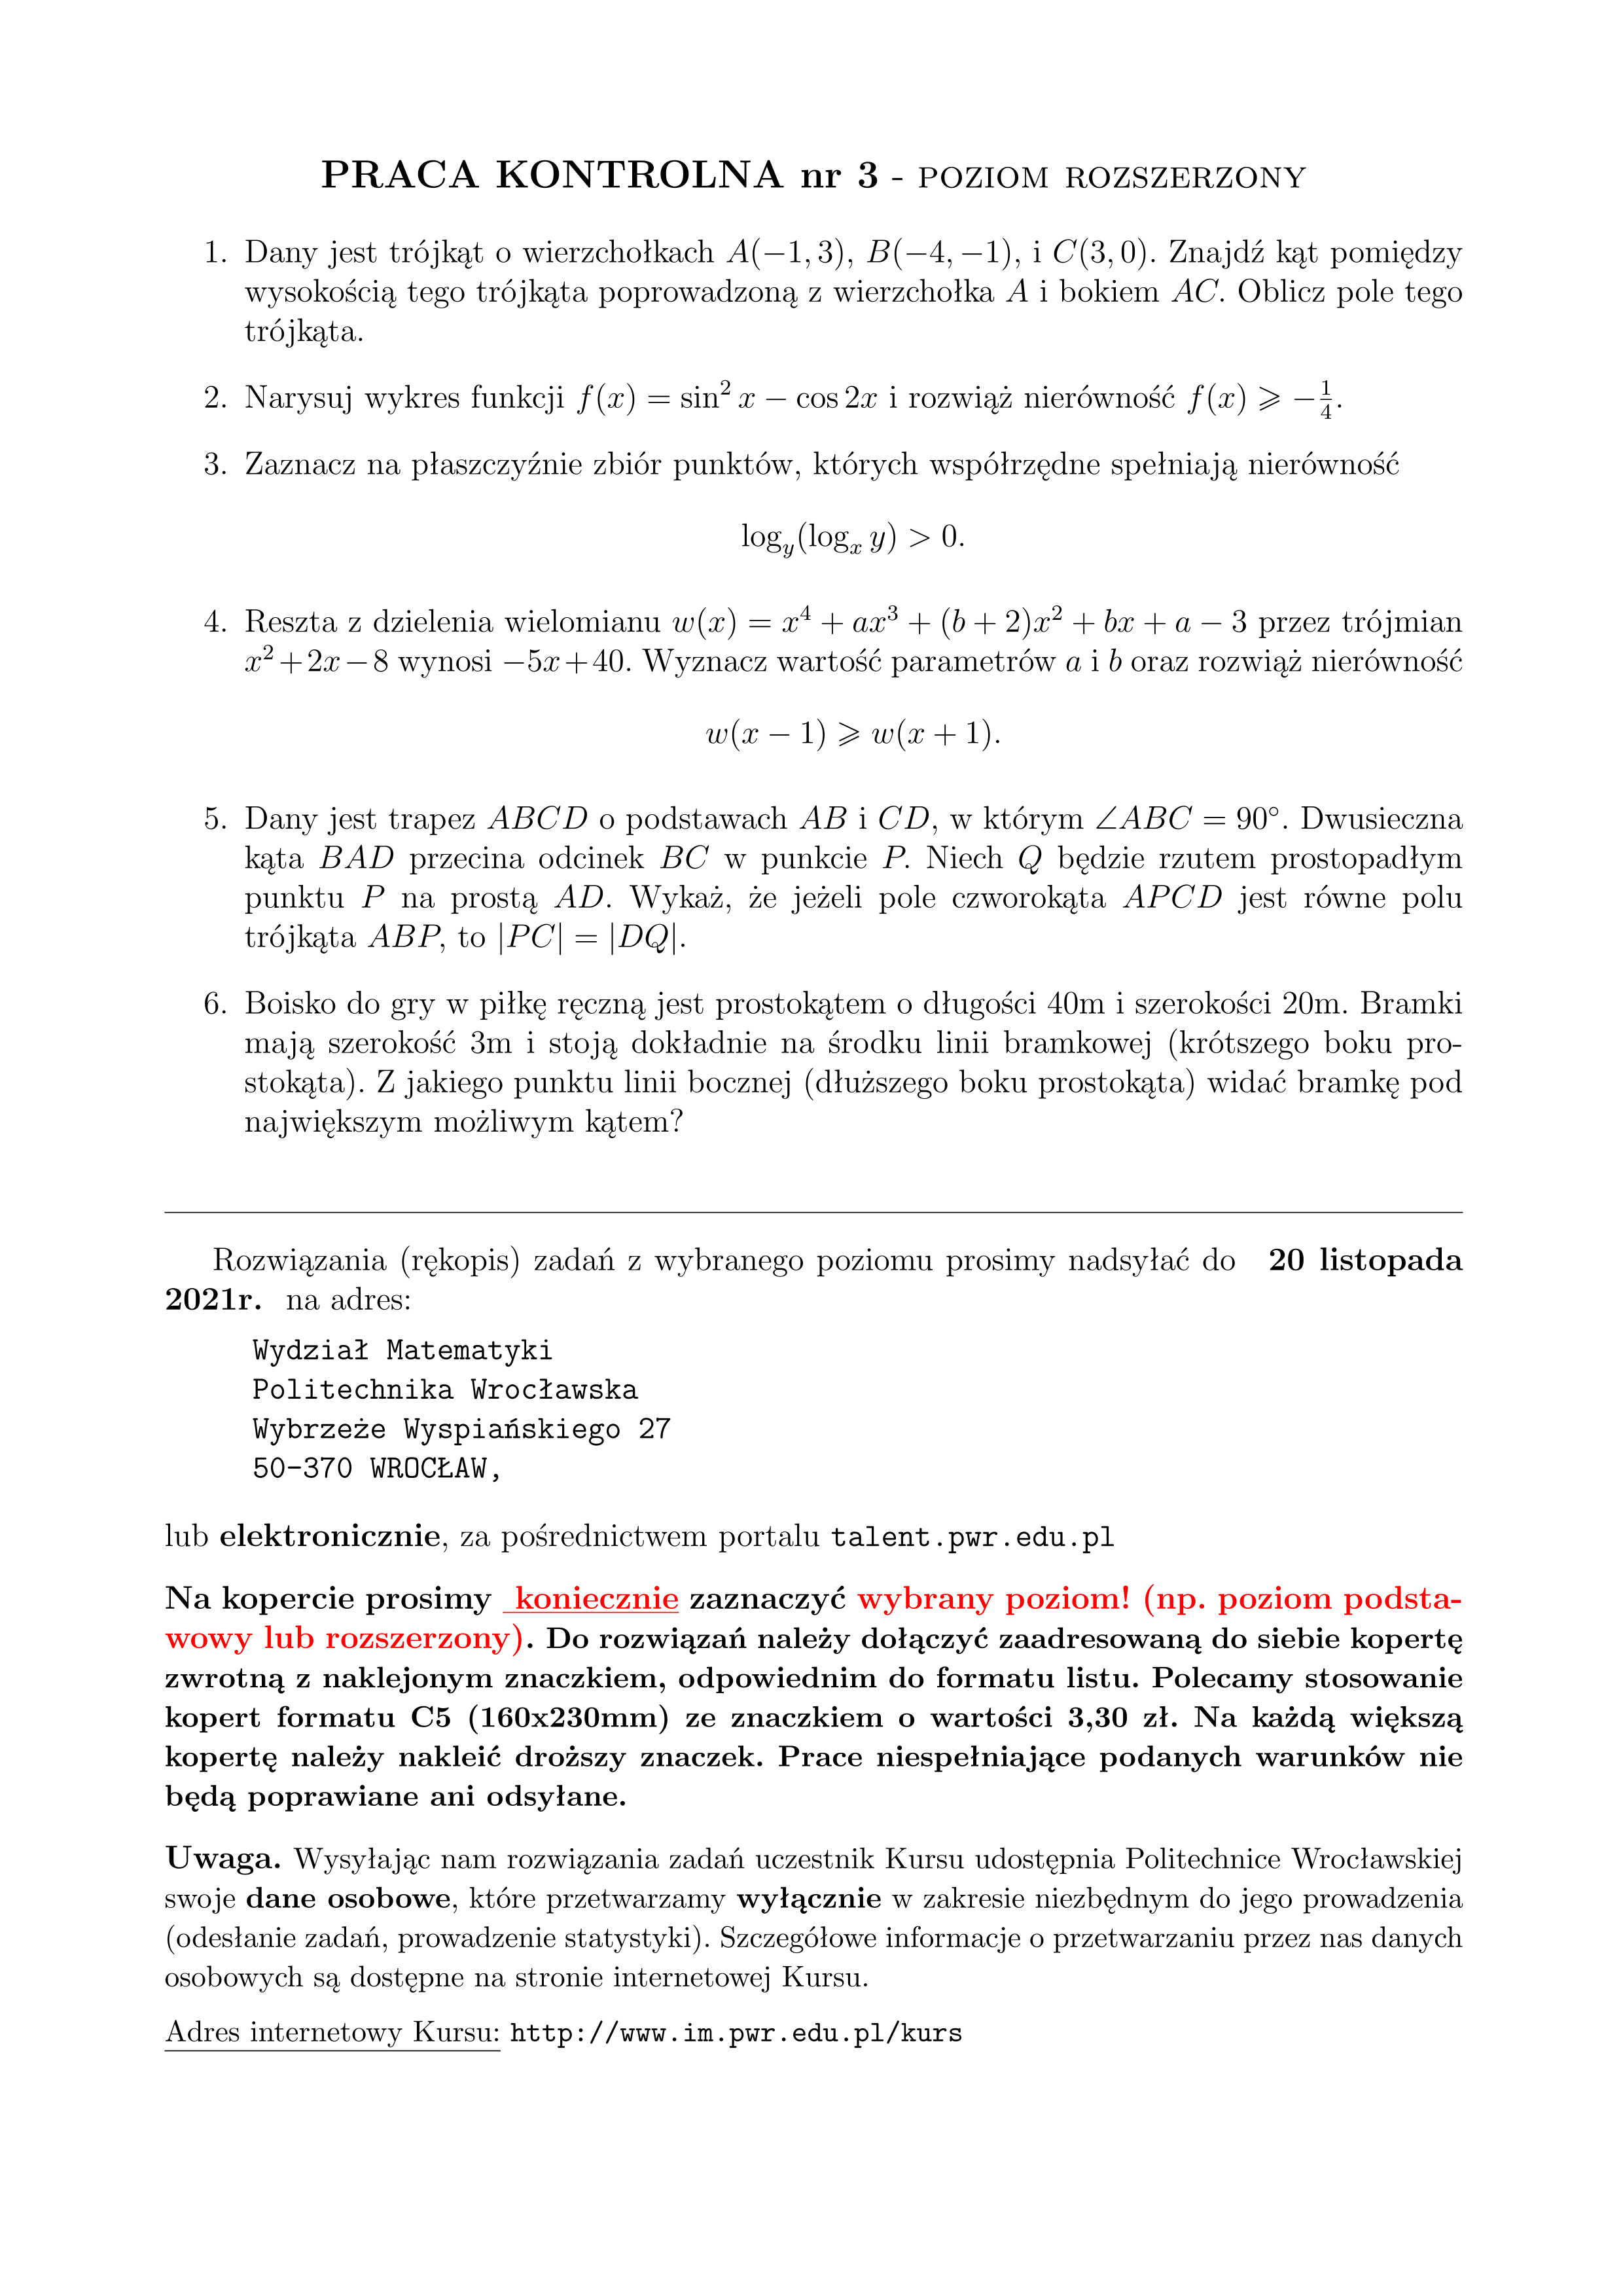 PRACA KONTROLNA nr 3 - POZIOM ROZSZERZONY
1. Dany jest trójkąt o wierzchołkach A(−1, 3), B(−4, −1), i C(3, 0). Znajdź kąt pomiędzy
wysokością tego trójkąta poprowadzoną z wierzchołka A i bokiem AC. Oblicz pole tego
trójkąta.
2. Narysuj wykres funkcji f(x) = sin² x − cos 2x i rozwiąż nierówność f(x) ⩾ −1/4.
3. Zaznacz na płaszczyźnie zbiór punktów, których współrzędne spełniają nierówność
log_y(log_x y) > 0.
4. Reszta z dzielenia wielomianu w(x) = x⁴ + ax³ + (b + 2)x² + bx + a − 3 przez trójmian
x² + 2x − 8 wynosi −5x + 40. Wyznacz wartość parametrów a i b oraz rozwiąż nierówność
w(x − 1) ⩾ w(x + 1).
5. Dany jest trapez ABCD o podstawach AB i CD, w którym ∠ABC = 90°. Dwusieczna
kąta BAD przecina odcinek BC w punkcie P. Niech Q będzie rzutem prostopadłym
punktu P na prostą AD. Wykaż, że jeżeli pole czworokąta APCD jest równe polu
trójkąta ABP, to |PC| = |DQ|.
6. Boisko do gry w piłkę ręczną jest prostokątem o długości 40m i szerokości 20m. Bramki
mają szerokość 3m i stoją dokładnie na środku linii bramkowej (krótszego boku pro-
stokąta). Z jakiego punktu linii bocznej (dłuższego boku prostokąta) widać bramkę pod
największym możliwym kątem?
Rozwiązania (rękopis) zadań z wybranego poziomu prosimy nadsyłać do 20 listopada
2021r. na adres:
Wydział Matematyki
Politechnika Wrocławska
Wybrzeże Wyspiańskiego 27
50-370 WROCŁAW,
lub elektronicznie, za pośrednictwem portalu talent.pwr.edu.pl
Na kopercie prosimy koniecznie zaznaczyć wybrany poziom! (np. poziom podsta-
wowy lub rozszerzony). Do rozwiązań należy dołączyć zaadresowaną do siebie kopertę
zwrotną z naklejonym znaczkiem, odpowiednim do formatu listu. Polecamy stosowanie
kopert formatu C5 (160x230mm) ze znaczkiem o wartości 3,30 zł. Na każdą większą
kopertę należy nakleić droższy znaczek. Prace niespełniające podanych warunków nie
będą poprawiane ani odsyłane.
Uwaga. Wysyłając nam rozwiązania zadań uczestnik Kursu udostępnia Politechnice Wrocławskiej
swoje dane osobowe, które przetwarzamy wyłącznie w zakresie niezbędnym do jego prowadzenia
(odesłanie zadań, prowadzenie statystyki). Szczegółowe informacje o przetwarzaniu przez nas danych
osobowych są dostępne na stronie internetowej Kursu.
Adres internetowy Kursu: http://www.im.pwr.edu.pl/kurs